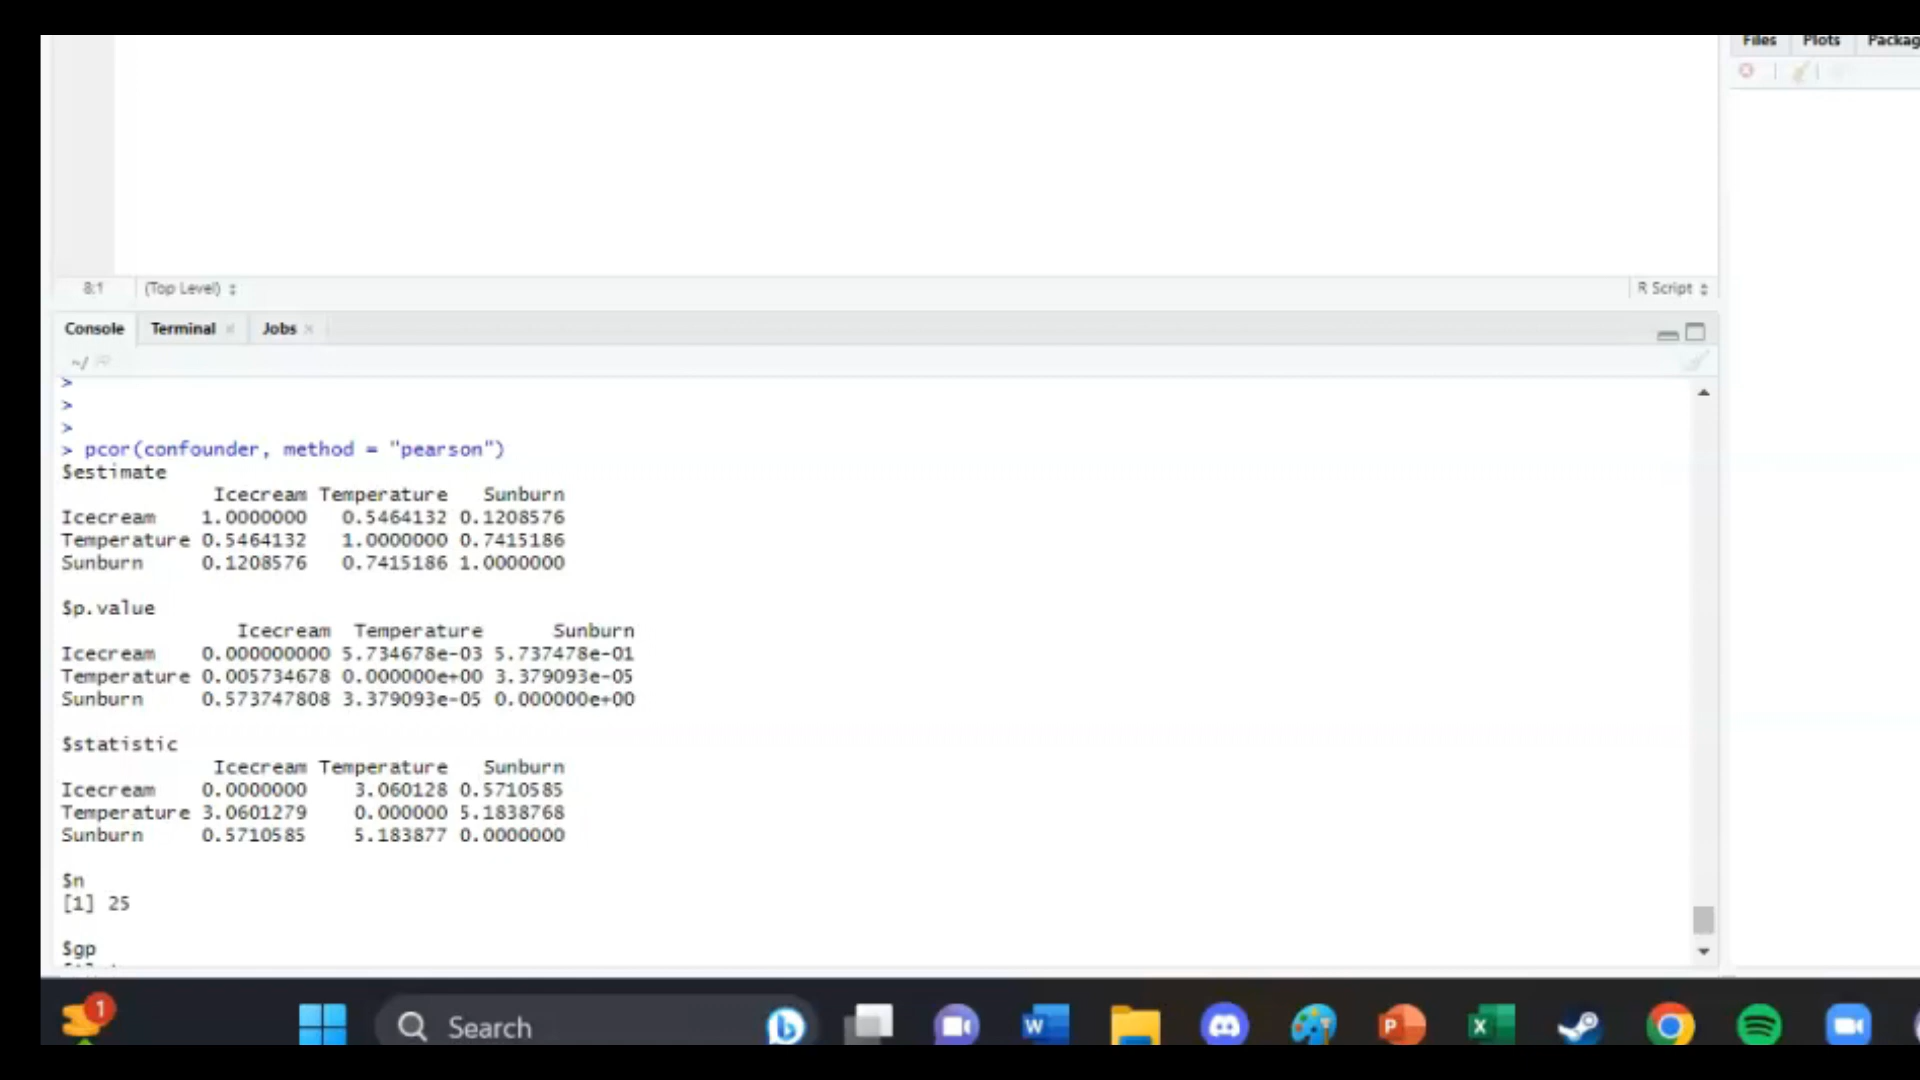 Files Plots Packag
8:1 (Top Level) R Script
Console Terminal Jobs
~/
>
>
>
> pcor(confounder, method = "pearson")
$estimate
Icecream Temperature Sunburn
Icecream 1.0000000 0.5464132 0.1208576
Temperature 0.5464132 1.0000000 0.7415186
Sunburn 0.1208576 0.7415186 1.0000000
$p.value
Icecream Temperature Sunburn
Icecream 0.000000000 5.734678e-03 5.737478e-01
Temperature 0.005734678 0.000000e+00 3.379093e-05
Sunburn 0.573747808 3.379093e-05 0.000000e+00
$statistic
Icecream Temperature Sunburn
Icecream 0.0000000 3.060128 0.5710585
Temperature 3.0601279 0.000000 5.1838768
Sunburn 0.5710585 5.183877 0.0000000
$n
[1] 25
$gp
1 Search b W P X